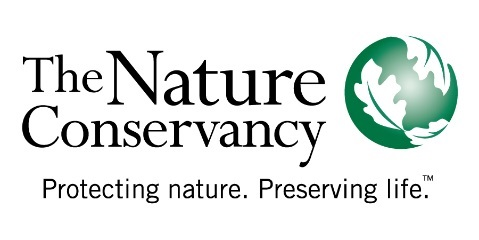 The Nature
Conservancy
Protecting nature. Preserving life.™